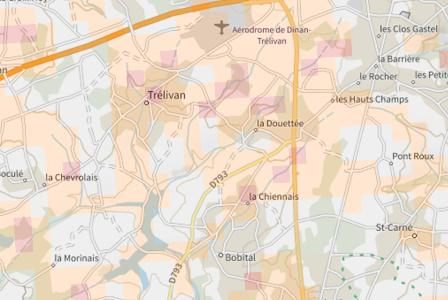 les Clos Gastel
Aérodrome de Dinan-
Trélivan
la Barrière
le Rocher
les Petite
Trélivan
les Hauts Champs
la Douettée
Pont Roux
D793
la Chevrolais
la Chiennais
St-Carné
la Morinais
Bobital
D793